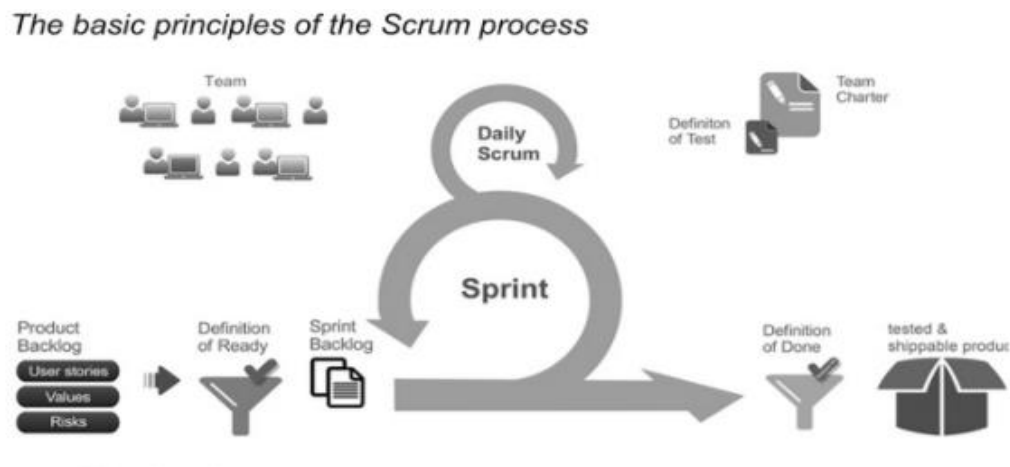 The basic principles of the Scrum process
Team
Team
Charter
Definiton
of Test
Daily
Scrum
Sprint
Product
Backlog
User stories
Values
Risks
Definition
of Ready
Sprint
Backlog
Definition
of Done
tested &
shippable produc